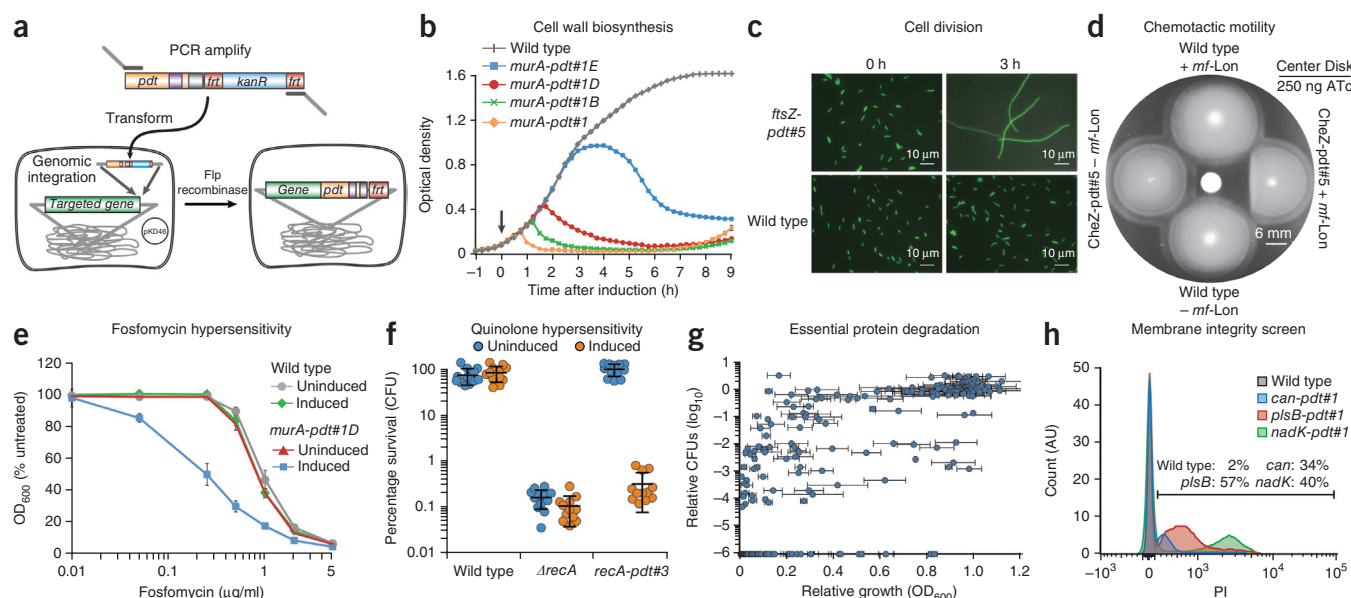 a
PCR amplify
pdt
frt
kanR
frt
Transform
Genomic
integration
Targeted gene
pKD46
Flp
recombinase
Gene
pdt
frt
b
Cell wall biosynthesis
Wild type
murA-pdt#1E
murA-pdt#1D
murA-pdt#1B
murA-pdt#1
Optical density
1.6
1.2
0.8
0.4
0
–1 0 1 2 3 4 5 6 7 8 9
Time after induction (h)
c
Cell division
0 h
3 h
ftsZ-
pdt#5
10 µm
10 µm
Wild type
10 µm
10 µm
d
Chemotactic motility
Wild type
+ mf-Lon
Center Disk
250 ng ATc
CheZ-pdt#5 – mf-Lon
CheZ-pdt#5 + mf-Lon
6 mm
Wild type
– mf-Lon
e
Fosfomycin hypersensitivity
Wild type
Uninduced
Induced
murA-pdt#1D
Uninduced
Induced
OD600 (% untreated)
120
100
80
60
40
20
0
0.01 0.1 1 5
Fosfomycin (µg/ml)
f
Quinolone hypersensitivity
Uninduced
Induced
Percentage survival (CFU)
100
10
1
0.1
0.01
Wild type
ΔrecA
recA-pdt#3
g
Essential protein degradation
Relative CFUs (log10)
1
0
–1
–2
–3
–4
–5
–6
0 0.2 0.4 0.6 0.8 1.0 1.2
Relative growth (OD600)
h
Membrane integrity screen
Wild type
can-pdt#1
plsB-pdt#1
nadK-pdt#1
Count (AU)
50
40
30
20
10
0
Wild type: 2% can: 34%
plsB: 57% nadK: 40%
–10³ 0 10³ 10⁴ 10⁵
PI